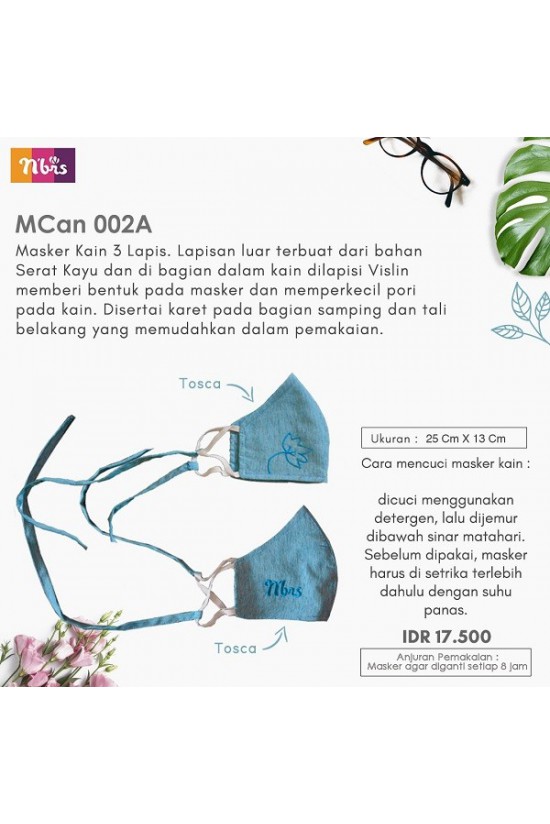 Nbrs
MCan 002A
Masker Kain 3 Lapis. Lapisan luar terbuat dari bahan
Serat Kayu dan di bagian dalam kain dilapisi Vislin
memberi bentuk pada masker dan memperkecil pori
pada kain. Disertai karet pada bagian samping dan tali
belakang yang memudahkan dalam pemakaian.
Tosca
Ukuran : 25 Cm X 13 Cm
Cara mencuci masker kain :
dicuci menggunakan
detergen, lalu dijemur
dibawah sinar matahari.
Sebelum dipakai, masker
harus di setrika terlebih
dahulu dengan suhu
panas.
Nbrs
Tosca
IDR 17.500
Anjuran Pemakaian :
Masker agar diganti setiap 8 jam